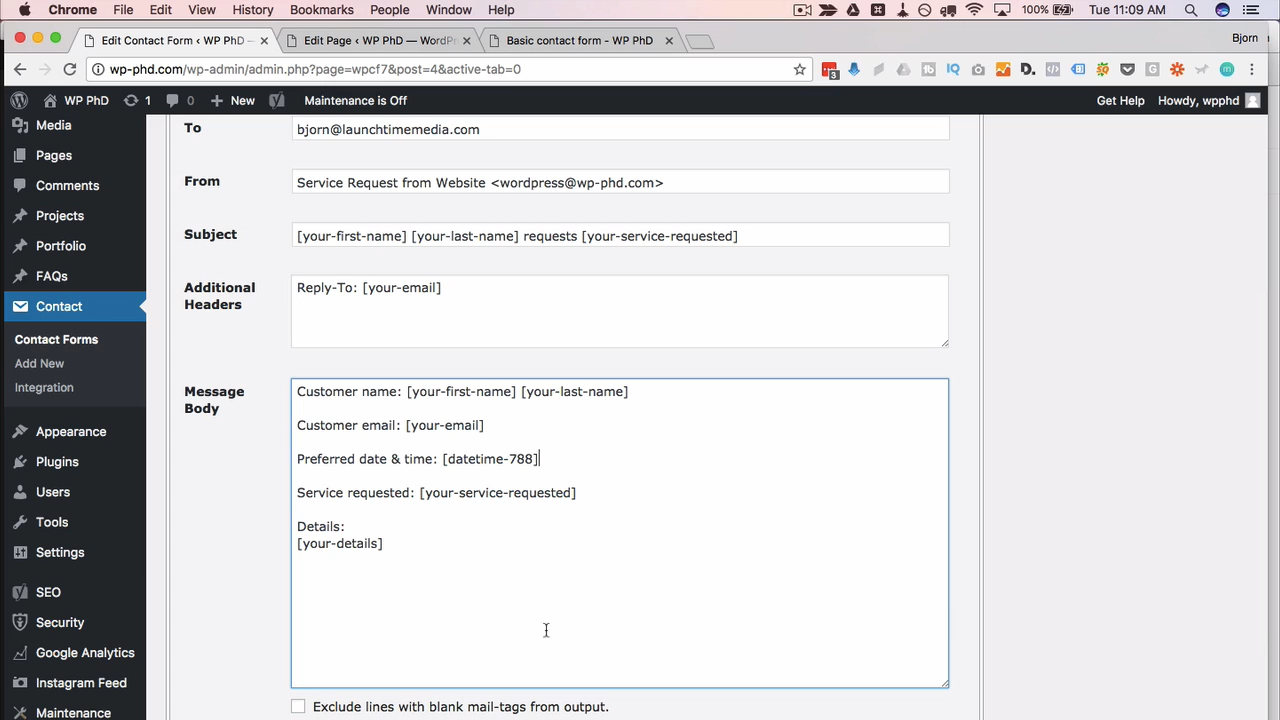 Chrome File Edit View History Bookmarks People Window Help 100% Tue 11:09 AM
Edit Contact Form ‹ WP PhD — Edit Page ‹ WP PhD — WordPr Basic contact form - WP PhD Bjorn
wp-phd.com/wp-admin/admin.php?page=wpcf7&post=4&active-tab=0
WP PhD 1 0 New Maintenance is Off Get Help Howdy, wpphd
Media
Pages
Comments
Projects
Portfolio
FAQs
Contact
Contact Forms
Add New
Integration
Appearance
Plugins
Users
Tools
Settings
SEO
Security
Google Analytics
Instagram Feed
Maintenance
To bjorn@launchtimemedia.com
From Service Request from Website <wordpress@wp-phd.com>
Subject [your-first-name] [your-last-name] requests [your-service-requested]
Additional Headers
Reply-To: [your-email]
Message Body
Customer name: [your-first-name] [your-last-name]
Customer email: [your-email]
Preferred date & time: [datetime-788]
Service requested: [your-service-requested]
Details:
[your-details]
Exclude lines with blank mail-tags from output.